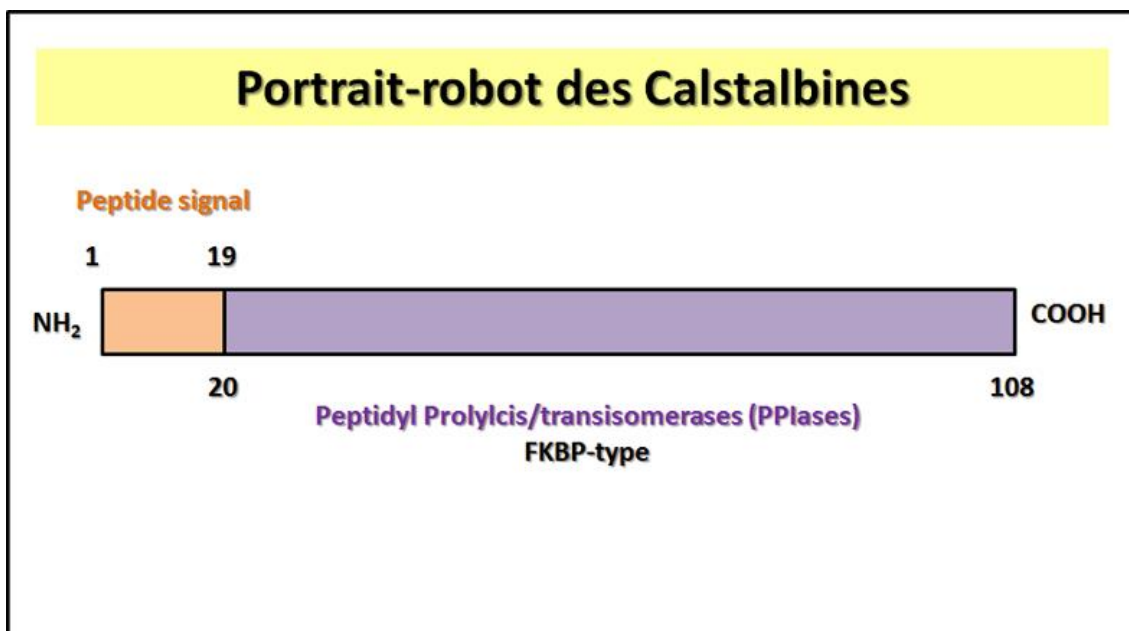 Portrait-robot des Calstalbines
Peptide signal
1 19
NH₂ COOH
20 108
Peptidyl Prolylcis/transisomerases (PPIases)
FKBP-type